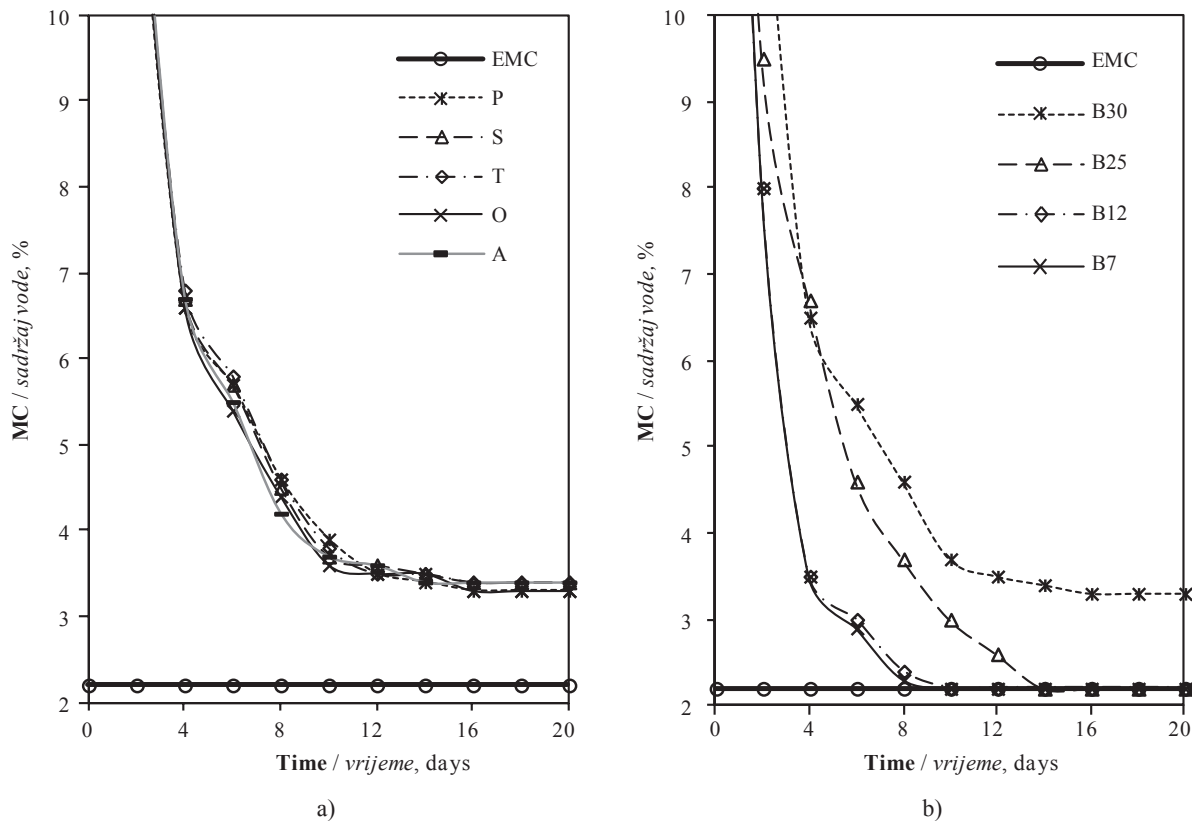 10
9
8
7
6
5
4
3
2
MC / sadržaj vode, %
EMC
P
S
T
O
A
0 4 8 12 16 20
Time / vrijeme, days
a)
10
9
8
7
6
5
4
3
2
MC / sadržaj vode, %
EMC
B30
B25
B12
B7
0 4 8 12 16 20
Time / vrijeme, days
b)